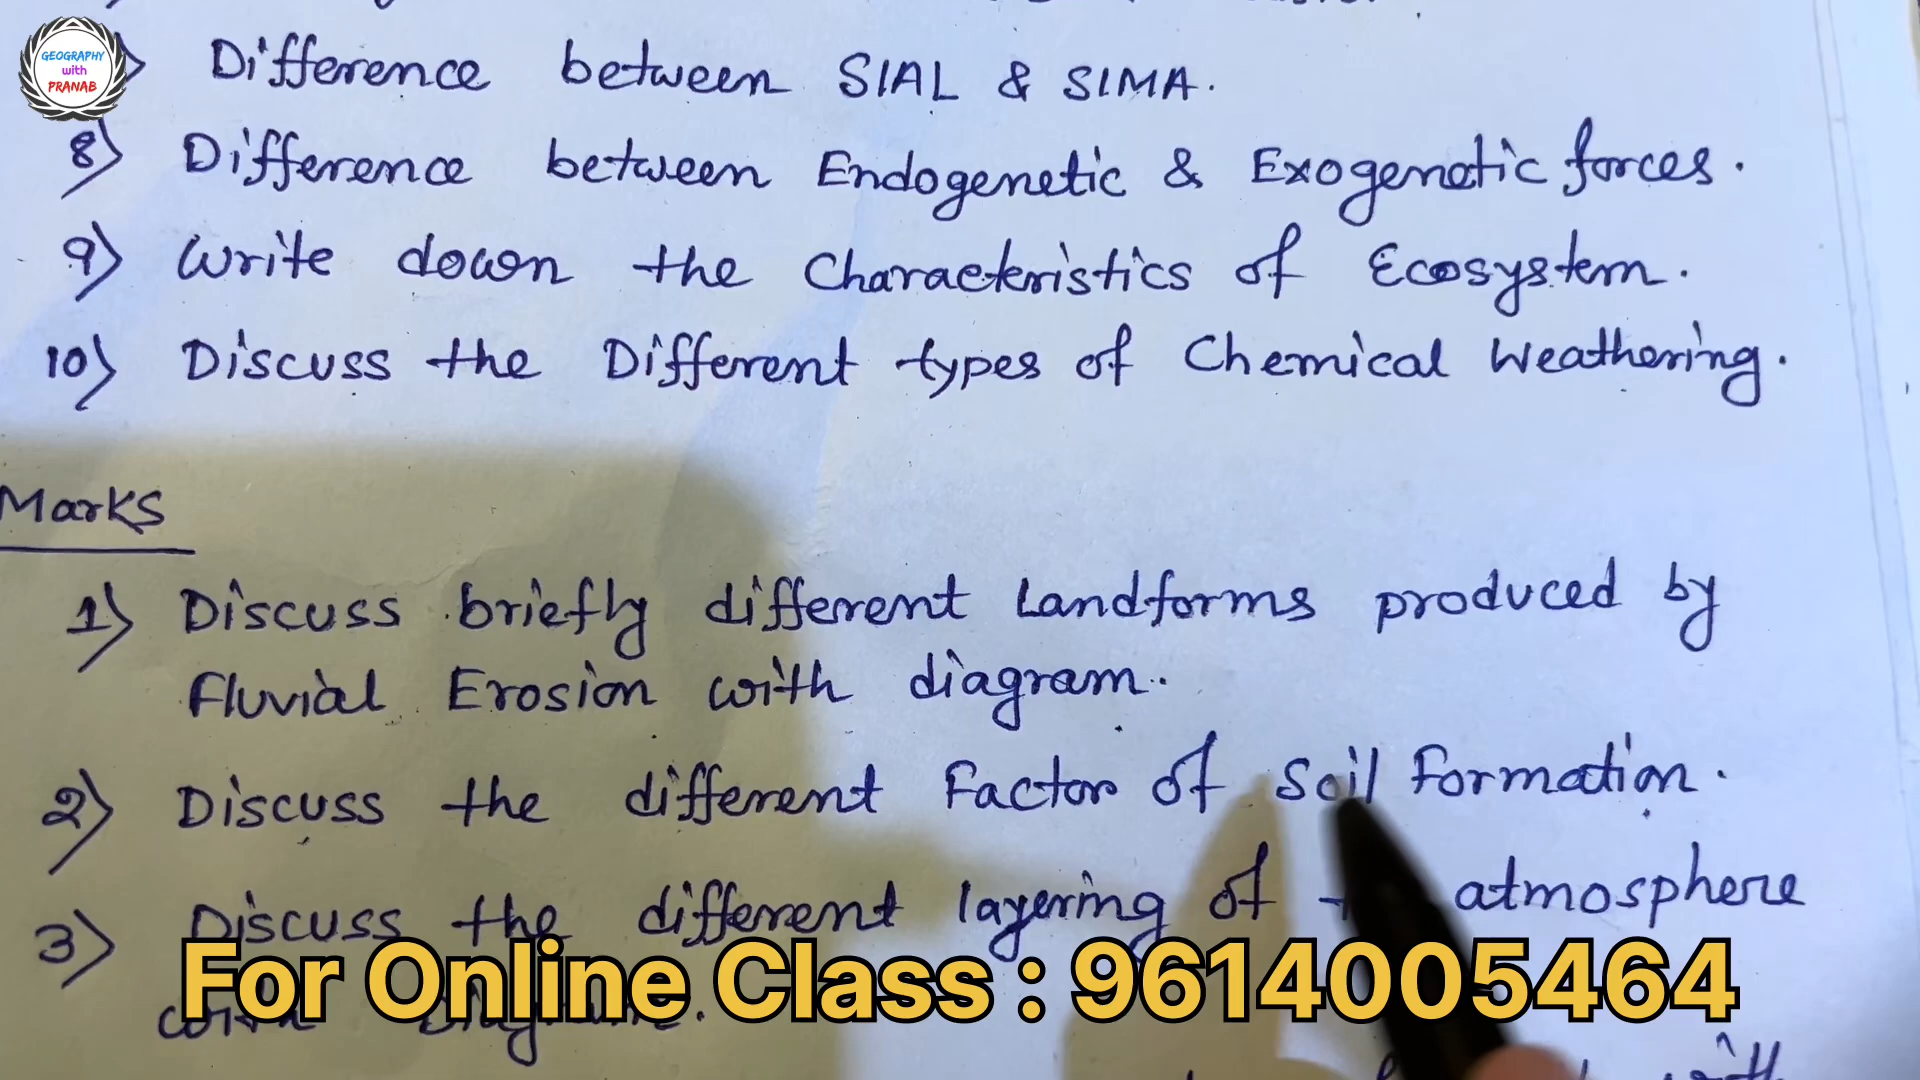 GEOGRAPHY
with
PRANAB
Difference between SIAL & SIMA.
8) Difference between Endogenetic & Exogenetic forces.
9) Write down the Characteristics of Ecosystem.
10) Discuss the Different types of Chemical Weathering.
Marks
1) Discuss briefly different Landforms produced by
Fluvial Erosion with diagram.
2) Discuss the different Factor of Soil Formation.
3) Discuss the different layering of atmosphere
For Online Class : 9614005464
with Diagram.
with